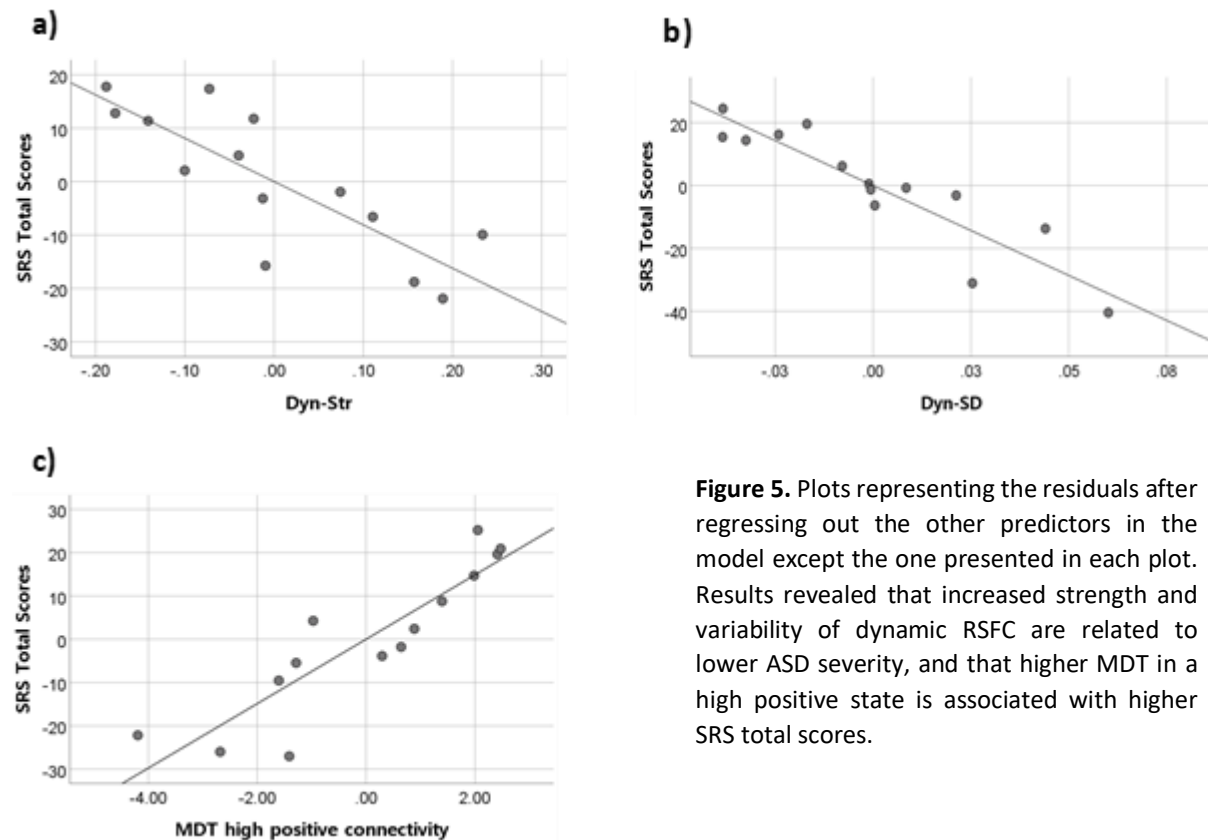 a)
20
10
0
-10
-20
-30
SRS Total Scores
-.20 -.10 .00 .10 .20 .30
Dyn-Str
b)
20
0
-20
-40
SRS Total Scores
-.03 .00 .03 .05 .08
Dyn-SD
c)
30
20
10
0
-10
-20
-30
SRS Total Scores
-4.00 -2.00 .00 2.00
MDT high positive connectivity
Figure 5. Plots representing the residuals after
regressing out the other predictors in the
model except the one presented in each plot.
Results revealed that increased strength and
variability of dynamic RSFC are related to
lower ASD severity, and that higher MDT in a
high positive state is associated with higher
SRS total scores.